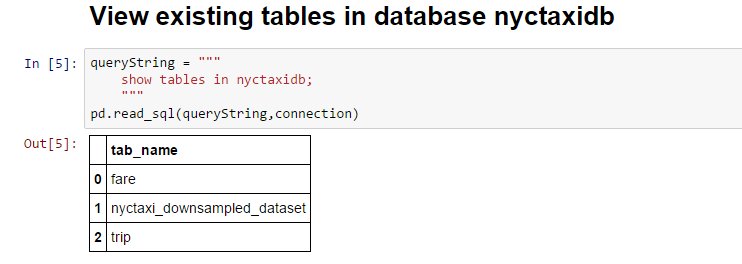 View existing tables in database nyctaxidb
In [5]: queryString = """
show tables in nyctaxidb;
"""
pd.read_sql(queryString,connection)
Out[5]:
tab_name
0 fare
1 nyctaxi_downsampled_dataset
2 trip